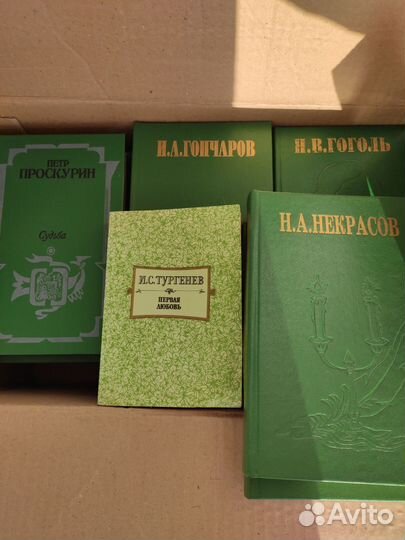 ПЕТР
ПРОСКУРИН
Судьба
И.А.ГОНЧАРОВ
Н.В.ГОГОЛЬ
И.С.ТУРГЕНЕВ
ПЕРВАЯ
ЛЮБОВЬ
Н.А.НЕКРАСОВ
Avito